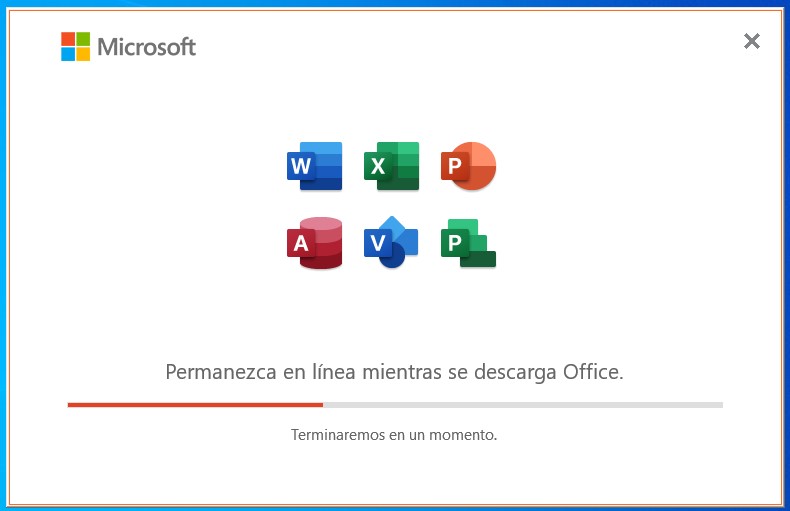 Microsoft
W X P
A V P
Permanezca en línea mientras se descarga Office.
Terminaremos en un momento.